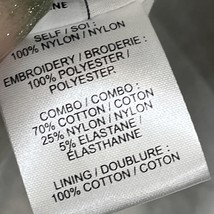 SELF / SOI :
100% NYLON / NYLON
EMBROIDERY / BRODERIE :
100% POLYESTER /
POLYESTER
COMBO / COMBO :
70% COTTON / COTON
25% NYLON / NYLON
5% ELASTANE /
ELASTHANNE
LINING / DOUBLURE :
100% COTTON / COTON